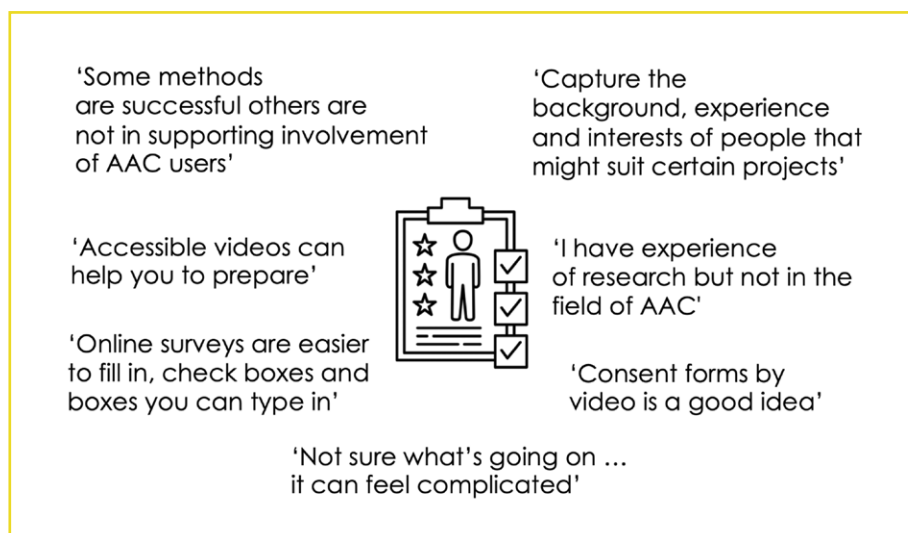 ‘Some methods
are successful others are
not in supporting involvement
of AAC users’
‘Capture the
background, experience
and interests of people that
might suit certain projects’
‘Accessible videos can
help you to prepare’
‘I have experience
of research but not in the
field of AAC'
‘Online surveys are easier
to fill in, check boxes and
boxes you can type in’
‘Consent forms by
video is a good idea’
‘Not sure what’s going on …
it can feel complicated’